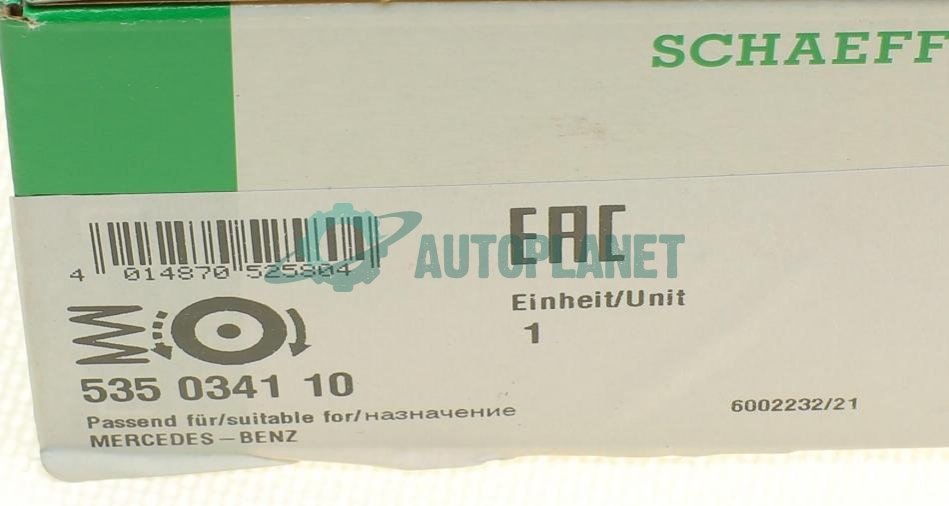 SCHAEFF
EAC
AUTOPLANET
4 014870 525804
Einheit/Unit
1
535 0341 10
Passend für/suitable for/назначение
MERCEDES-BENZ
6002232/21